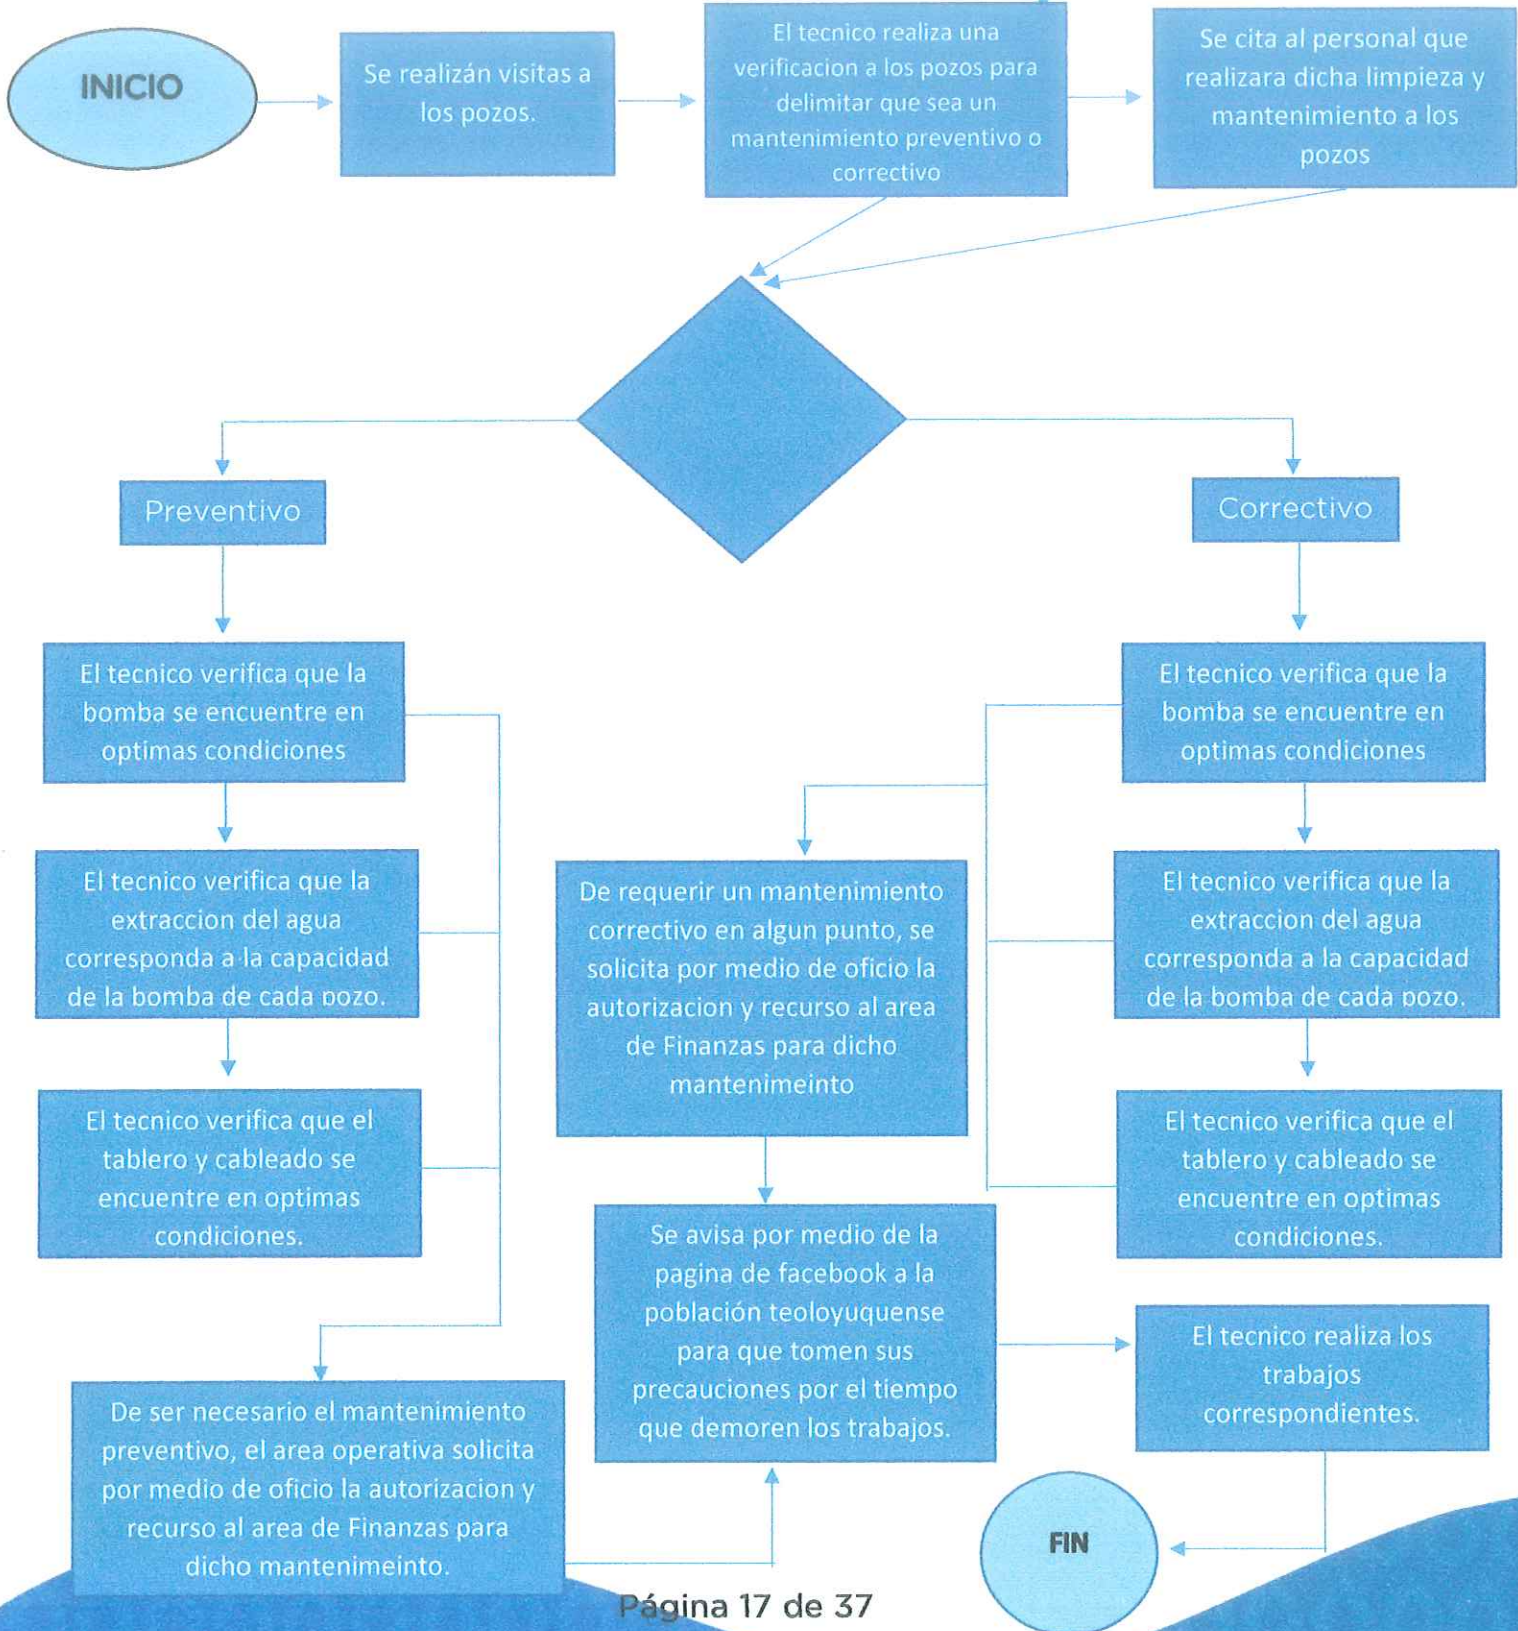 INICIO
Se realizán visitas a
los pozos.
El tecnico realiza una
verificacion a los pozos para
delimitar que sea un
mantenimiento preventivo o
correctivo
Se cita al personal que
realizara dicha limpieza y
mantenimiento a los
pozos
Preventivo
Correctivo
El tecnico verifica que la
bomba se encuentre en
optimas condiciones
El tecnico verifica que la
extraccion del agua
corresponda a la capacidad
de la bomba de cada pozo.
El tecnico verifica que el
tablero y cableado se
encuentre en optimas
condiciones.
De ser necesario el mantenimiento
preventivo, el area operativa solicita
por medio de oficio la autorizacion y
recurso al area de Finanzas para
dicho mantenimeinto.
El tecnico verifica que la
bomba se encuentre en
optimas condiciones
El tecnico verifica que la
extraccion del agua
corresponda a la capacidad
de la bomba de cada pozo.
El tecnico verifica que el
tablero y cableado se
encuentre en optimas
condiciones.
De requerir un mantenimiento
correctivo en algun punto, se
solicita por medio de oficio la
autorizacion y recurso al area
de Finanzas para dicho
mantenimeinto
Se avisa por medio de la
pagina de facebook a la
población teoloyuquense
para que tomen sus
precauciones por el tiempo
que demoren los trabajos.
El tecnico realiza los
trabajos
correspondientes.
FIN
Página 17 de 37